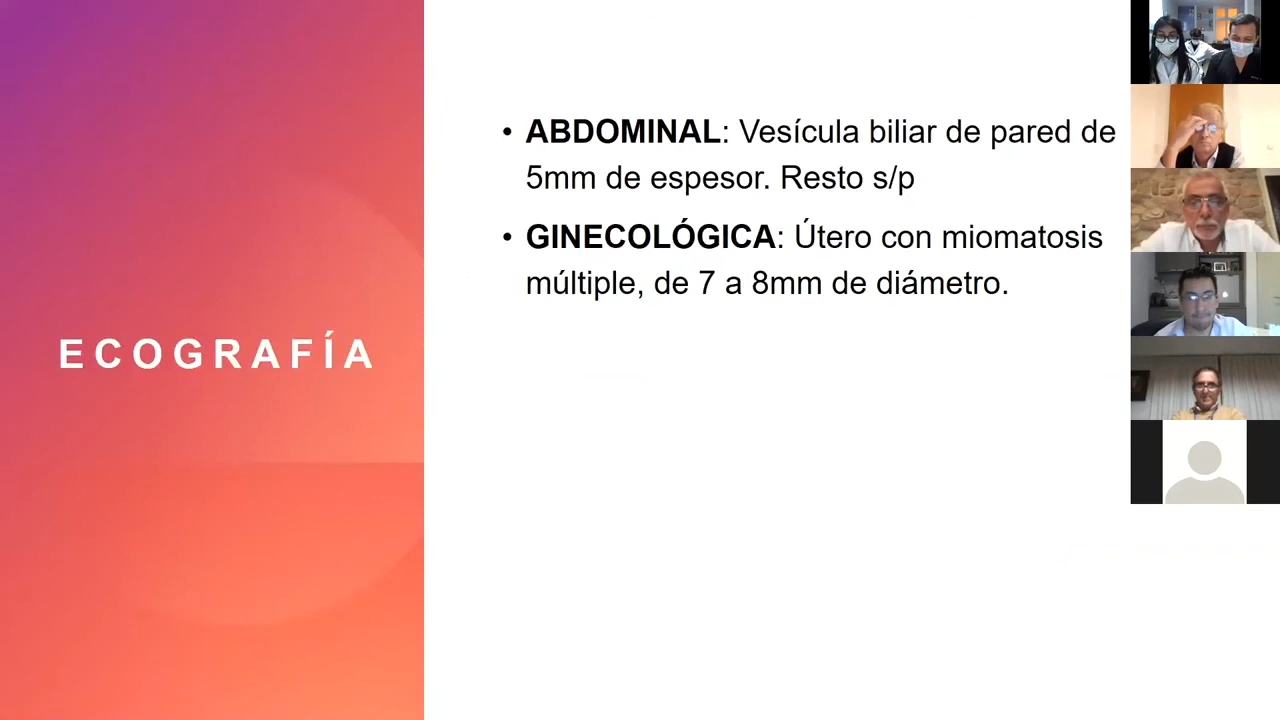 ECOGRAFÍA
• ABDOMINAL: Vesícula biliar de pared de
5mm de espesor. Resto s/p
• GINECOLÓGICA: Útero con miomatosis
múltiple, de 7 a 8mm de diámetro.